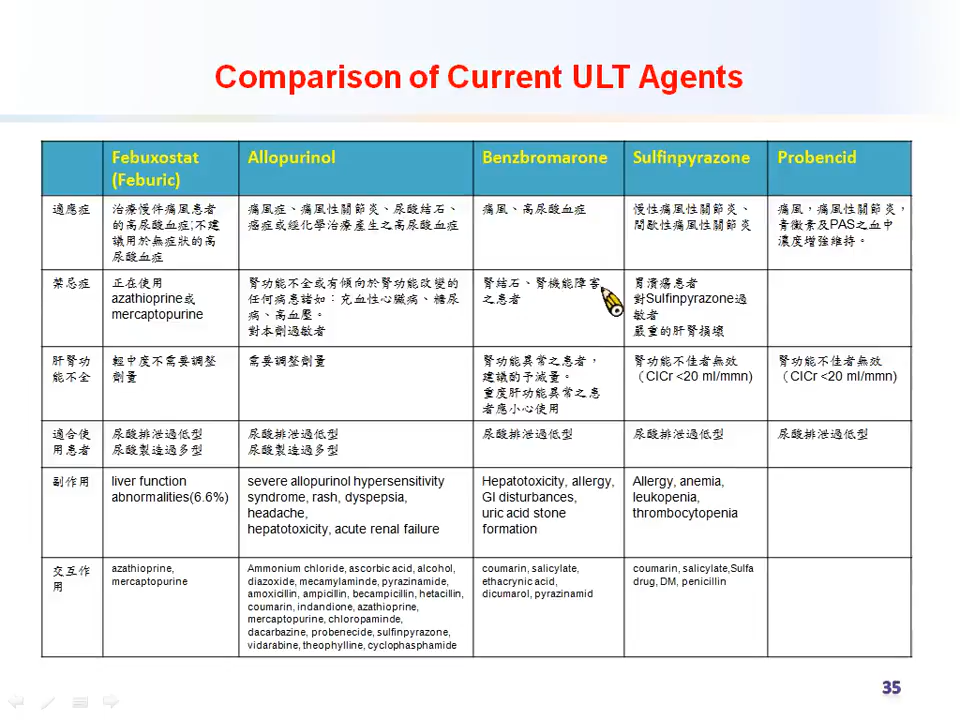 Comparison of Current ULT Agents
Febuxostat
(Feburic)
Allopurinol
Benzbromarone
Sulfinpyrazone
Probencid
適應症
治療慢件痛風患者
的高尿酸血症;不建
議用於無症狀的高
尿酸血症
痛風症、痛風性關節炎、尿酸結石、
癌症或經化學治療產生之高尿酸血症
痛風、高尿酸血症
慢性痛風性關節炎、
間歇性痛風性關節炎
痛風，痛風性關節炎，
青黴素及PAS之血中
濃度增強維持。
禁忌症
正在使用
azathioprine或
mercaptopurine
腎功能不全或有傾向於腎功能改變的
任何病患諸如：充血性心臟病、糖尿
病、高血壓。
對本劑過敏者
腎結石、腎機能障害
之患者
胃潰瘍患者
對Sulfinpyrazone過
敏者
嚴重的肝腎損壞
肝腎功
能不全
輕中度不需要調整
劑量
需要調整劑量
腎功能異常之患者，
建議酌予減量。
重度肝功能異常之患
者應小心使用
腎功能不佳者無效
（ClCr <20 ml/mmn)
腎功能不佳者無效
（ClCr <20 ml/mmn)
適合使
用患者
尿酸排泄過低型
尿酸製造過多型
尿酸排泄過低型
尿酸製造過多型
尿酸排泄過低型
尿酸排泄過低型
尿酸排泄過低型
副作用
liver function
abnormalities(6.6%)
severe allopurinol hypersensitivity
syndrome, rash, dyspepsia,
headache,
hepatotoxicity, acute renal failure
Hepatotoxicity, allergy,
GI disturbances,
uric acid stone
formation
Allergy, anemia,
leukopenia,
thrombocytopenia
交互作
用
azathioprine,
mercaptopurine
Ammonium chloride, ascorbic acid, alcohol,
diazoxide, mecamylaminde, pyrazinamide,
amoxicillin, ampicillin, becampicillin, hetacillin,
coumarin, indandione, azathioprine,
mercaptopurine, chloropaminde,
dacarbazine, probenecide, sulfinpyrazone,
vidarabine, theophylline, cyclophosphamide
coumarin, salicylate,
ethacrynic acid,
dicumarol, pyrazinamid
coumarin, salicylate,Sulfa
drug, DM, penicillin
35